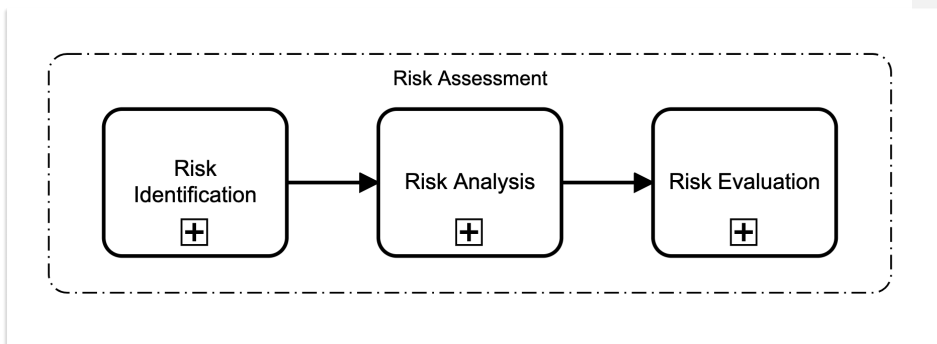 Risk Assessment
Risk
Identification
Risk Analysis
Risk Evaluation